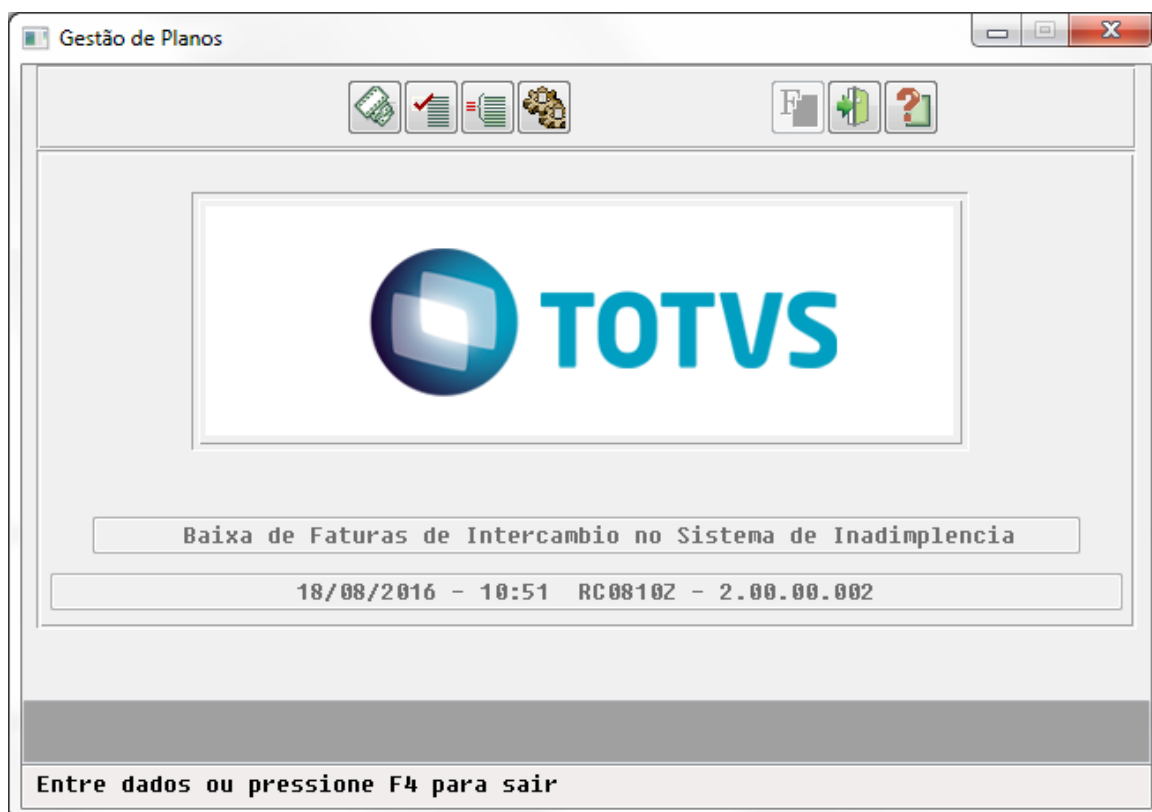 Gestão de Planos
F
TOTVS
Baixa de Faturas de Intercambio no Sistema de Inadimplencia
18/08/2016 - 10:51 RC0810Z - 2.00.00.002
Entre dados ou pressione F4 para sair